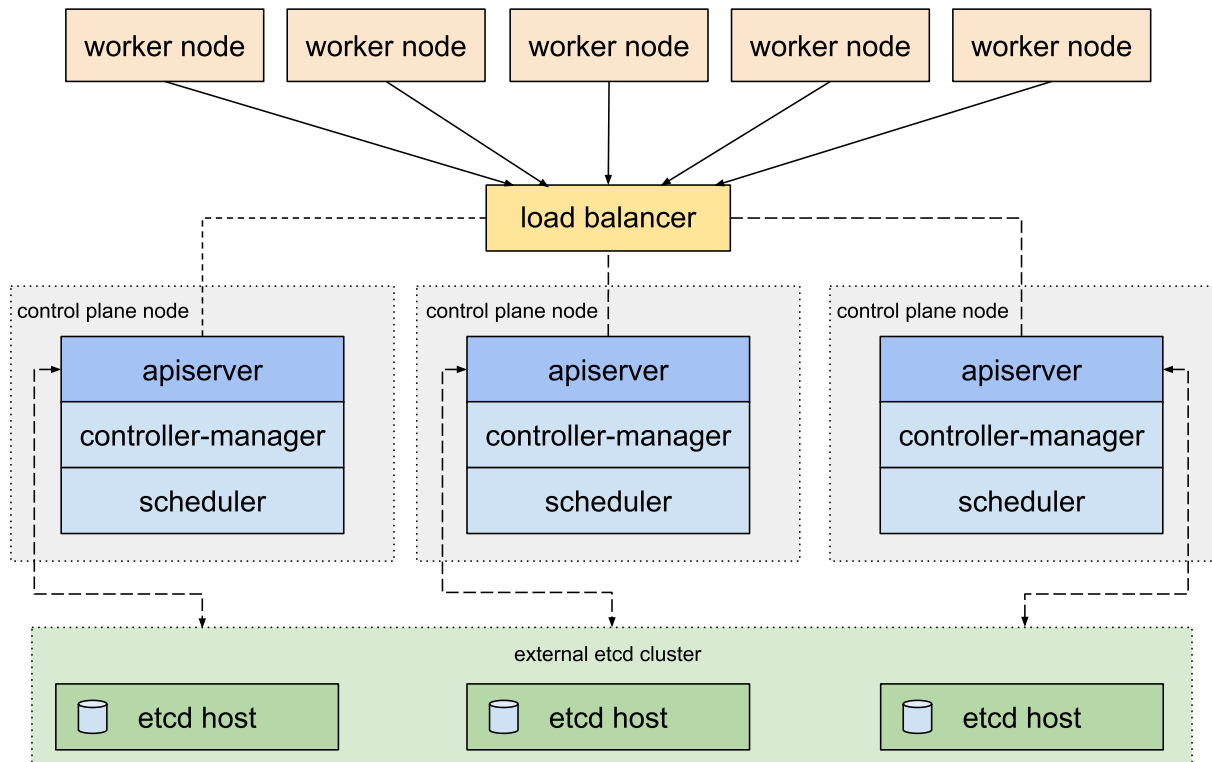 worker node
worker node
worker node
worker node
worker node
load balancer
control plane node
control plane node
control plane node
apiserver
apiserver
apiserver
controller-manager
controller-manager
controller-manager
scheduler
scheduler
scheduler
external etcd cluster
etcd host
etcd host
etcd host